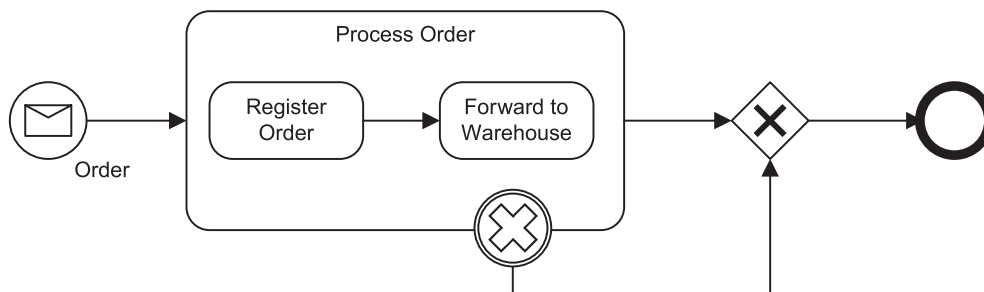 Process Order
Register
Order
Forward to
Warehouse
Order